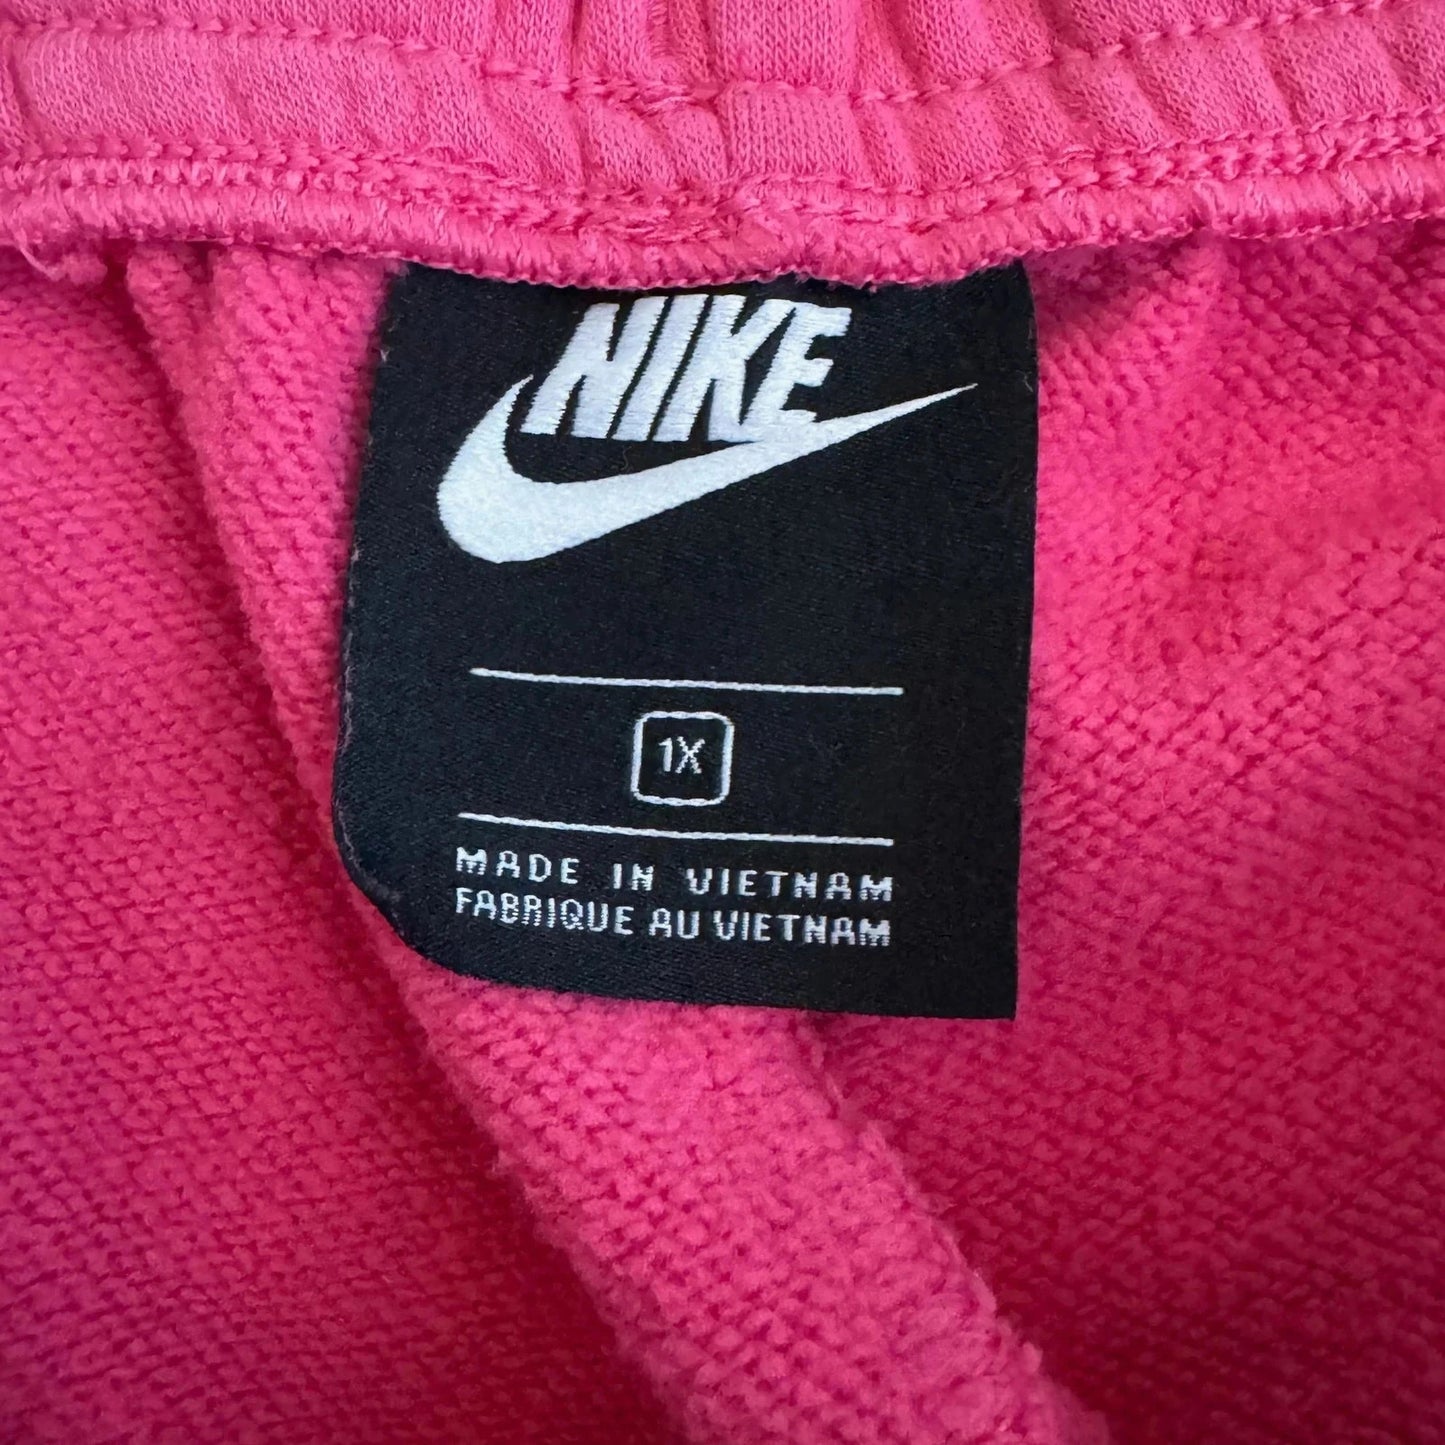 NIKE
1X
MADE IN VIETNAM
FABRIQUE AU VIETNAM